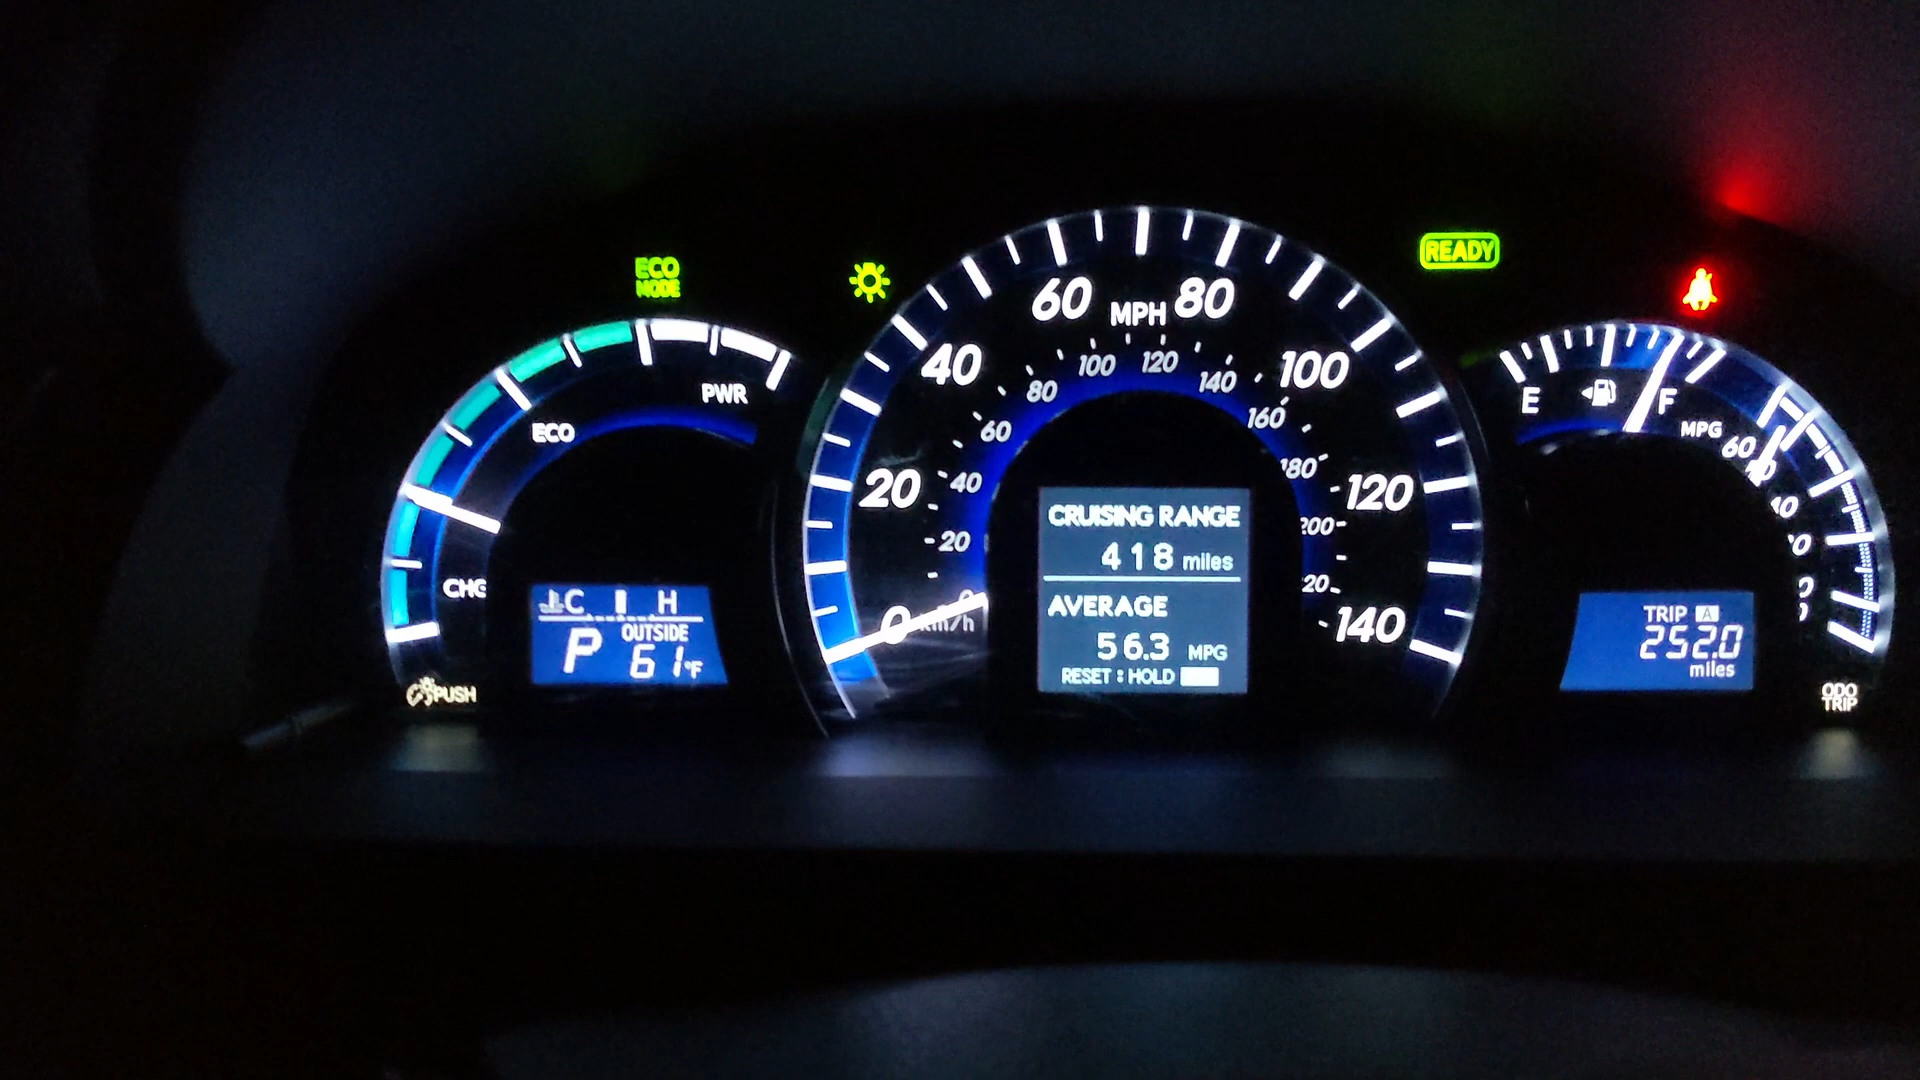 ECO
MODE
READY
PWR
ECO
CHG
C H
OUTSIDE
P 61°F
PUSH
0 20 40 60 80 100 120 140
MPH
20 40 60 80 100 120 140 160 180 200
km/h
CRUISING RANGE
418 miles
AVERAGE
56.3 MPG
RESET : HOLD
E F
MPG
60
TRIP A
252.0
miles
ODO
TRIP